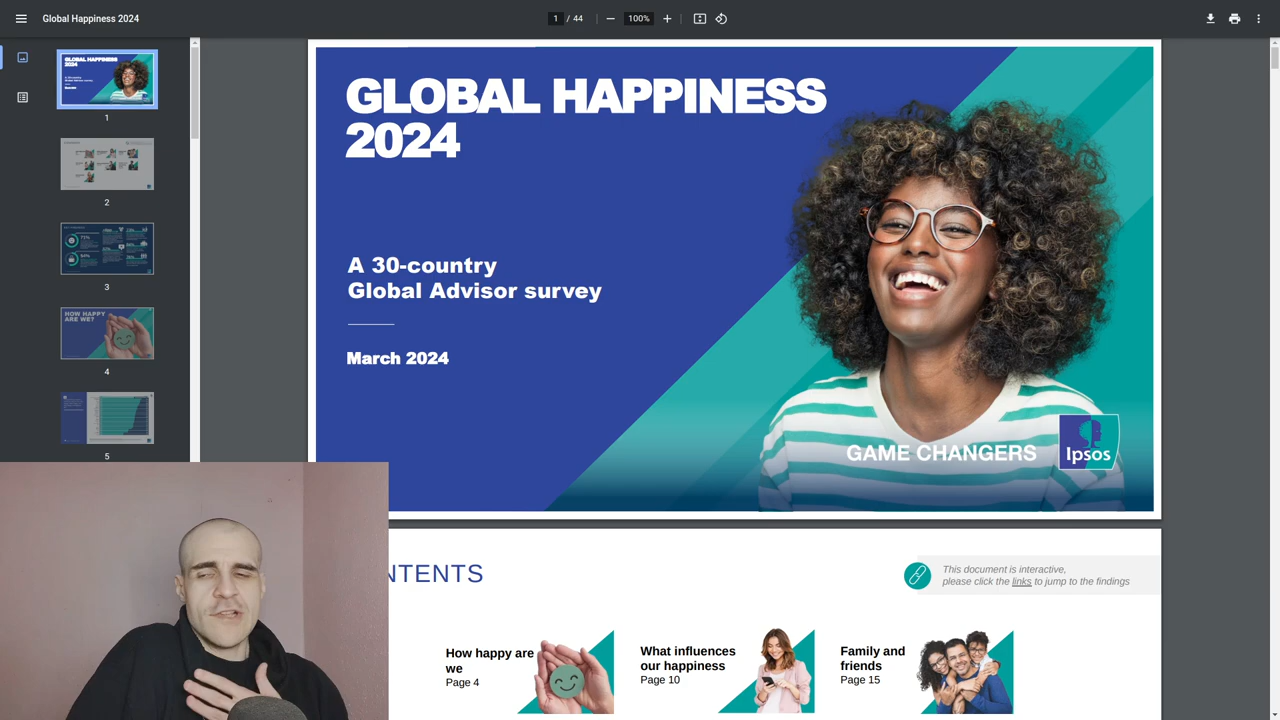 Global Happiness 2024
1 / 44
100%
1
2
3
4
5
HOW HAPPY
ARE WE?
GLOBAL HAPPINESS
2024
A 30-country
Global Advisor survey
March 2024
GAME CHANGERS
Ipsos
NTENTS
This document is interactive,
please click the links to jump to the findings
How happy are
we
Page 4
What influences
our happiness
Page 10
Family and
friends
Page 15